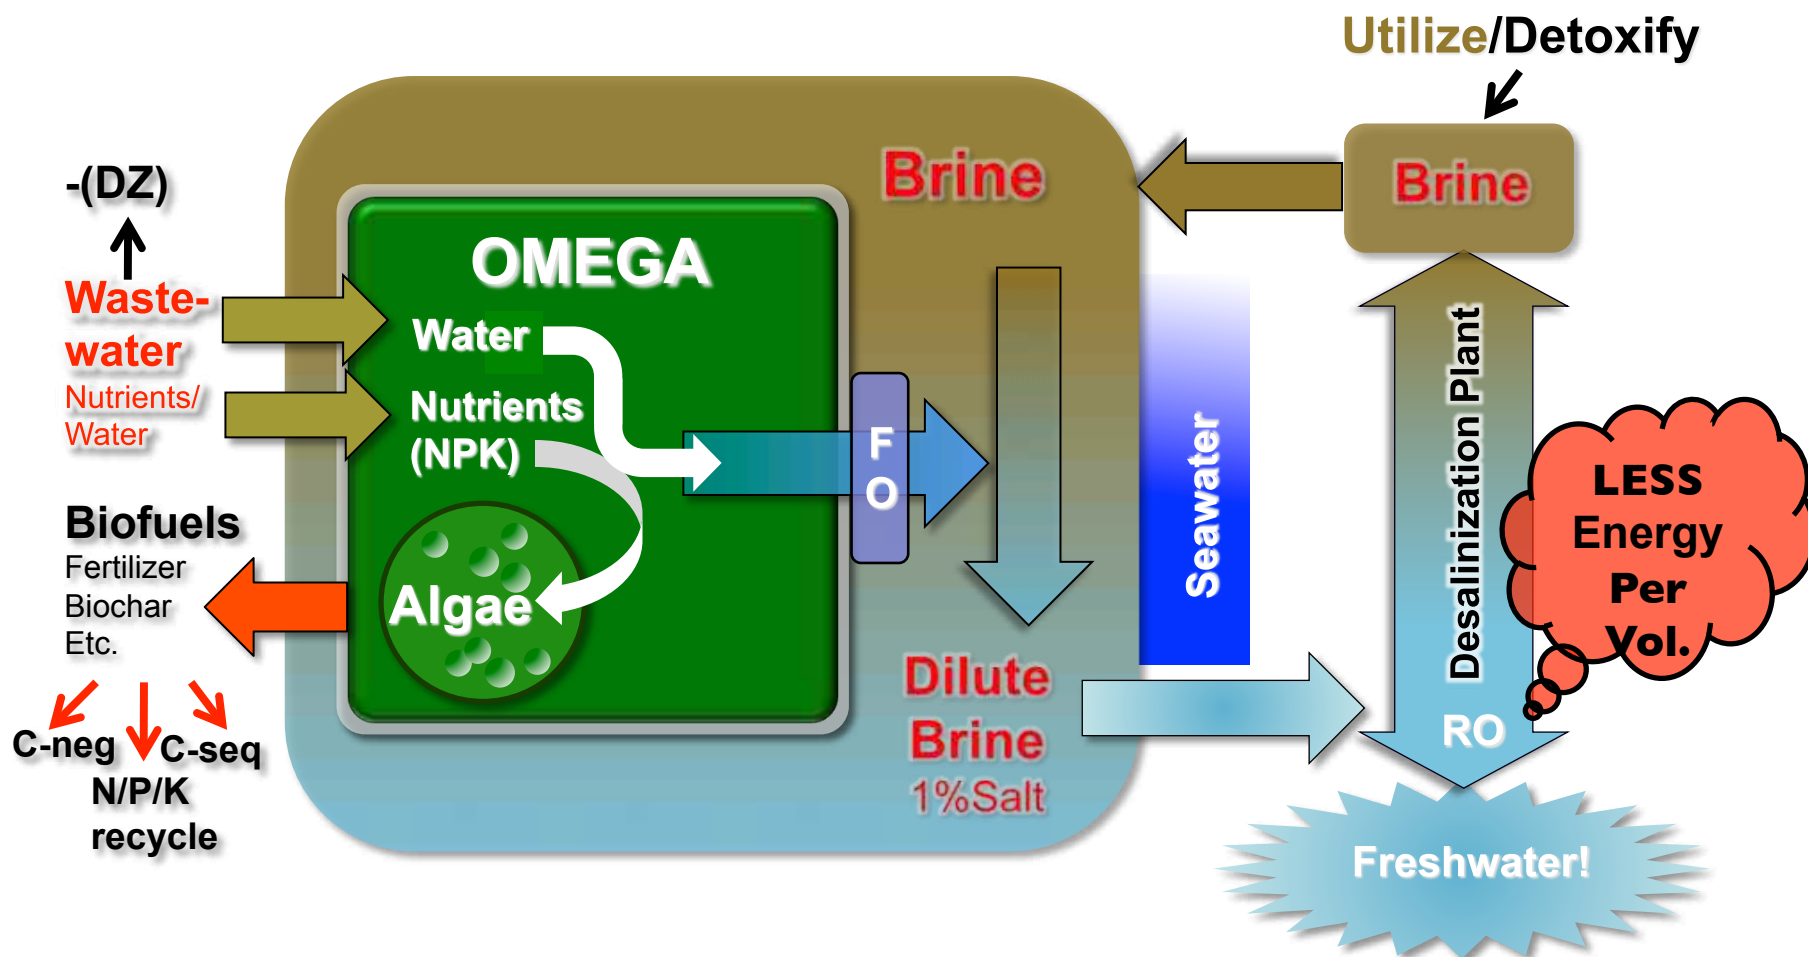 Utilize/Detoxify
Brine
Brine
-(DZ)
Waste-
water
Nutrients/
Water
OMEGA
Water
Nutrients
(NPK)
F
O
Algae
Biofuels
Fertilizer
Biochar
Etc.
C-neg
C-seq
N/P/K
recycle
Dilute
Brine
1%Salt
Seawater
Desalinization Plant
RO
LESS
Energy
Per
Vol.
Freshwater!